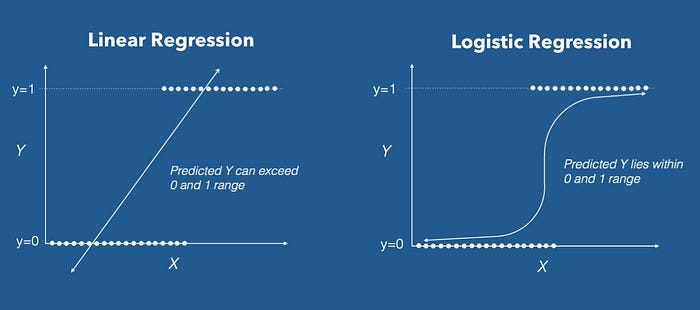 Linear Regression
y=1
Y
Predicted Y can exceed
0 and 1 range
y=0
X
Logistic Regression
y=1
Y
Predicted Y lies within
0 and 1 range
y=0
X